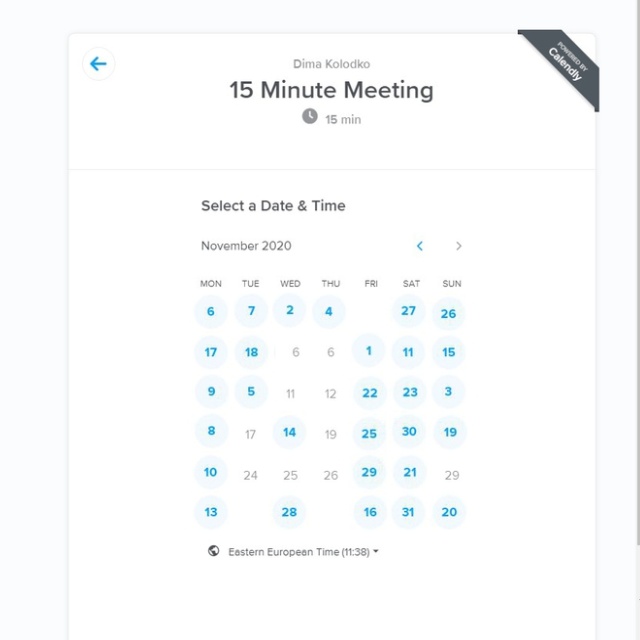 POWERED BY
Calendly
Dima Kolodko
15 Minute Meeting
15 min
Select a Date & Time
November 2020
MON TUE WED THU FRI SAT SUN
6 7 2 4 27 26
17 18 6 6 1 11 15
9 5 11 12 22 23 3
8 17 14 19 25 30 19
10 24 25 26 29 21 29
13 28 16 31 20
Eastern European Time (11:38)